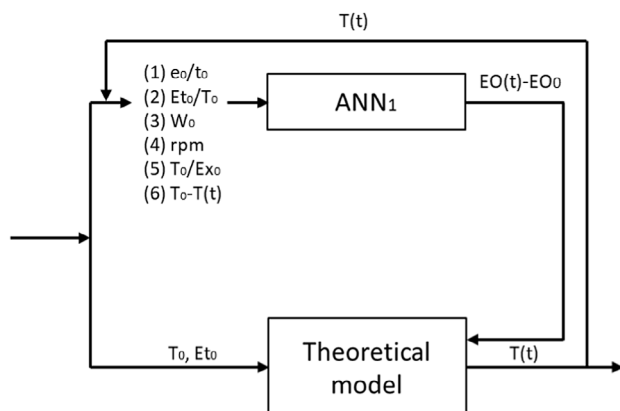 T(t)
(1) e₀/t₀
(2) Et₀/T₀
(3) W₀
(4) rpm
(5) T₀/Ex₀
(6) T₀-T(t)
ANN₁
EO(t)-EO₀
T₀, Et₀
Theoretical
model
T(t)